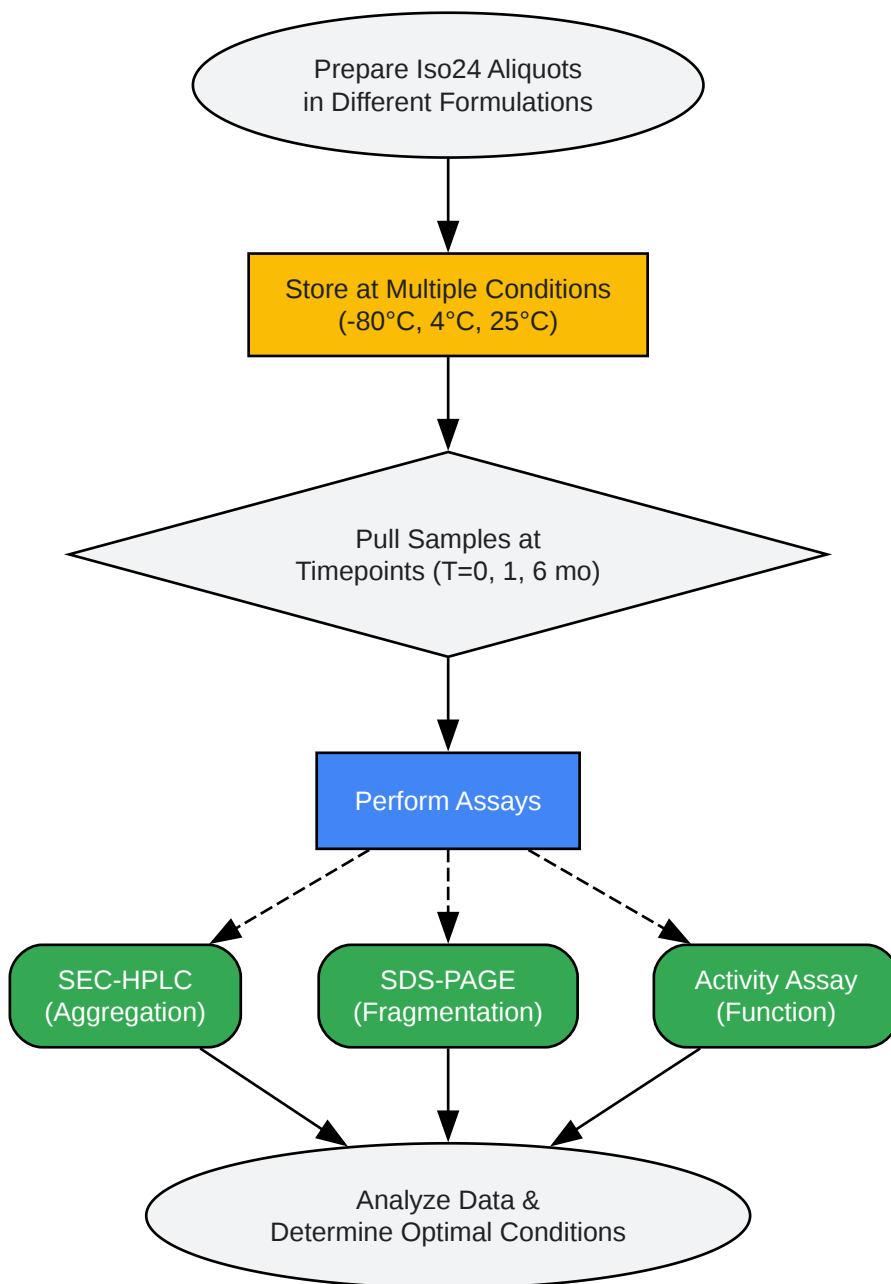 Prepare Iso24 Aliquots
in Different Formulations
Store at Multiple Conditions
(-80°C, 4°C, 25°C)
Pull Samples at
Timepoints (T=0, 1, 6 mo)
Perform Assays
SEC-HPLC
(Aggregation)
SDS-PAGE
(Fragmentation)
Activity Assay
(Function)
Analyze Data &
Determine Optimal Conditions